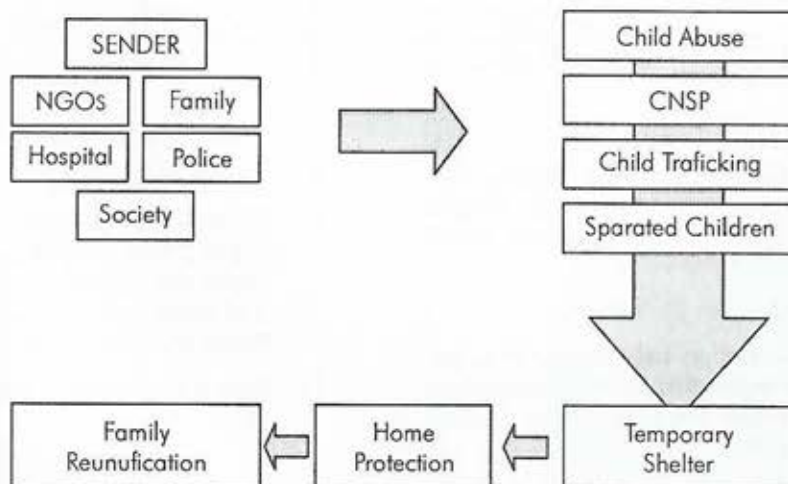 SENDER
NGOs
Family
Hospital
Police
Society
Child Abuse
CNSP
Child Traficking
Sparated Children
Family
Reunufication
Home
Protection
Temporary
Shelter